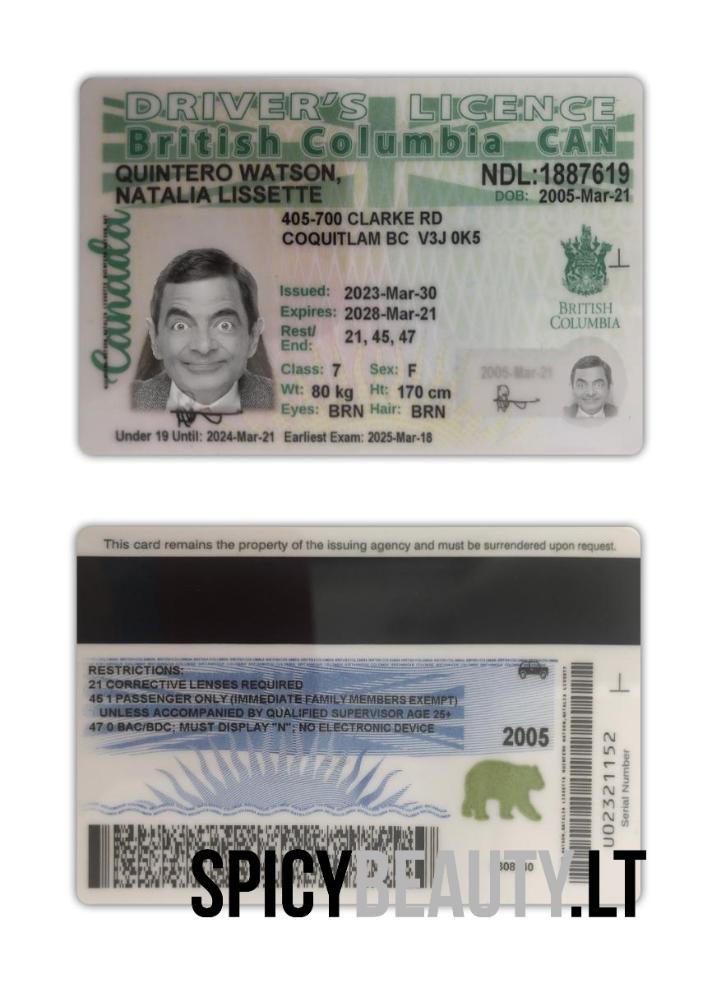 DRIVER'S LICENCE
British Columbia CAN
QUINTERO WATSON,
NATALIA LISSETTE
NDL:1887619
DOB: 2005-Mar-21
405-700 CLARKE RD
COQUITLAM BC V3J 0K5
Canada
Issued: 2023-Mar-30
Expires: 2028-Mar-21
Rest/
End: 21, 45, 47
Class: 7 Sex: F
Wt: 80 kg Ht: 170 cm
Eyes: BRN Hair: BRN
BRITISH
COLUMBIA
2005-Mar-21
Under 19 Until: 2024-Mar-21 Earliest Exam: 2025-Mar-18
This card remains the property of the issuing agency and must be surrendered upon request.
RESTRICTIONS:
21 CORRECTIVE LENSES REQUIRED
45 1 PASSENGER ONLY (IMMEDIATE FAMILY MEMBERS EXEMPT)
UNLESS ACCOMPANIED BY QUALIFIED SUPERVISOR AGE 25+
47 0 BAC/BDC; MUST DISPLAY "N"; NO ELECTRONIC DEVICE
2005
U02321152
Serial Number
SPICYBEAUTY.LT